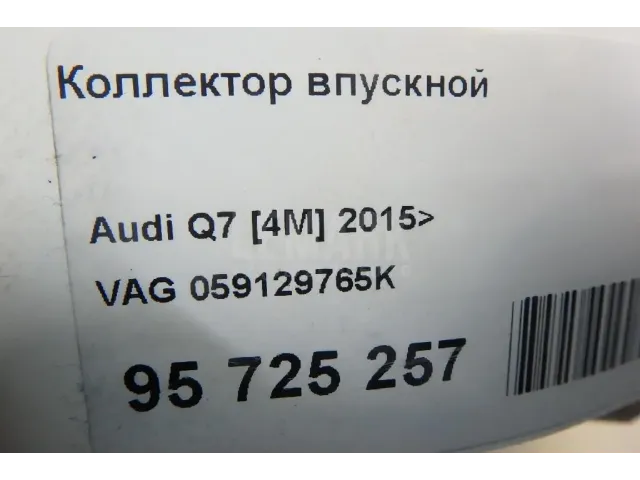 Коллектор впускной
Audi Q7 [4M] 2015>
VAG 059129765K
95 725 257